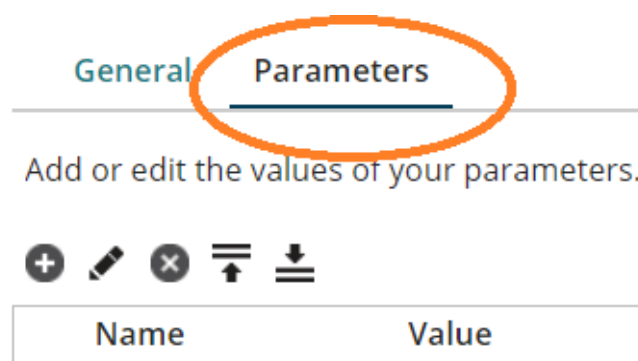 General Parameters
Add or edit the values of your parameters.
Name Value